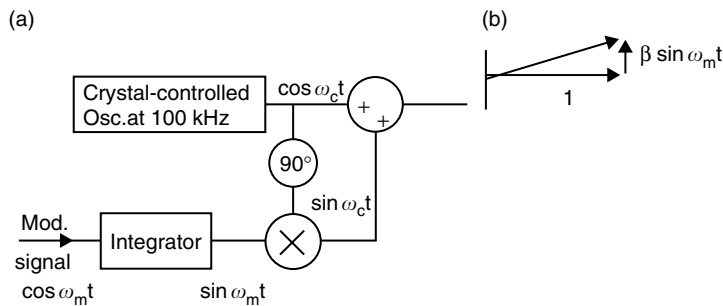 (a)
(b)
Crystal-controlled
Osc.at 100 kHz
cos ω_c t
+
+
β sin ω_m t
1
90°
sin ω_c t
Mod.
signal
Integrator
cos ω_m t
sin ω_m t